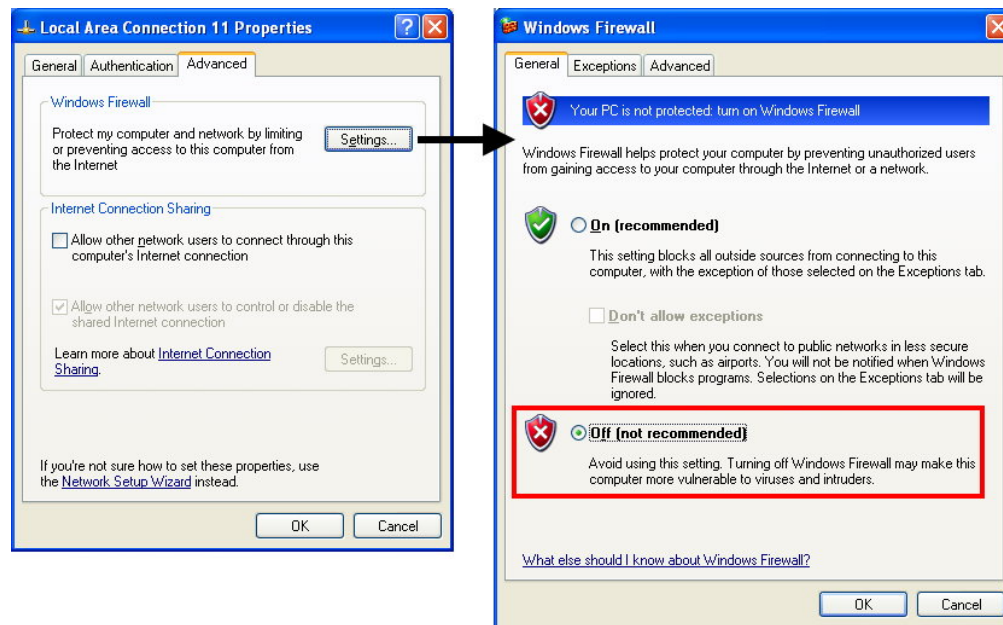 Local Area Connection 11 Properties
General Authentication Advanced
Windows Firewall
Protect my computer and network by limiting
or preventing access to this computer from
the Internet
Settings...
Internet Connection Sharing
Allow other network users to connect through this
computer's Internet connection
Allow other network users to control or disable the
shared Internet connection
Learn more about Internet Connection
Sharing.
Settings...
If you're not sure how to set these properties, use
the Network Setup Wizard instead.
OK Cancel
Windows Firewall
General Exceptions Advanced
Your PC is not protected: turn on Windows Firewall
Windows Firewall helps protect your computer by preventing unauthorized users
from gaining access to your computer through the Internet or a network.
On (recommended)
This setting blocks all outside sources from connecting to this
computer, with the exception of those selected on the Exceptions tab.
Don't allow exceptions
Select this when you connect to public networks in less secure
locations, such as airports. You will not be notified when Windows
Firewall blocks programs. Selections on the Exceptions tab will be
ignored.
Off (not recommended)
Avoid using this setting. Turning off Windows Firewall may make this
computer more vulnerable to viruses and intruders.
What else should I know about Windows Firewall?
OK Cancel